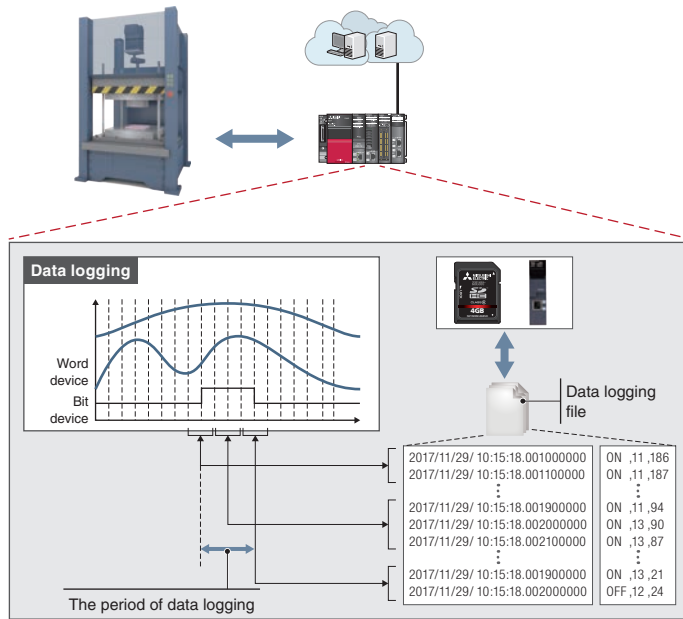 Data logging
Word
device
Bit
device
MITSUBISHI
ELECTRIC
SD
HC
4GB
Data logging
file
2017/11/29/ 10:15:18.001000000 ON ,11 ,186
2017/11/29/ 10:15:18.001100000 ON ,11 ,187
2017/11/29/ 10:15:18.001900000 ON ,11 ,94
2017/11/29/ 10:15:18.002000000 ON ,13 ,90
2017/11/29/ 10:15:18.002100000 ON ,13 ,87
2017/11/29/ 10:15:18.001900000 ON ,13 ,21
2017/11/29/ 10:15:18.002000000 OFF ,12 ,24
The period of data logging